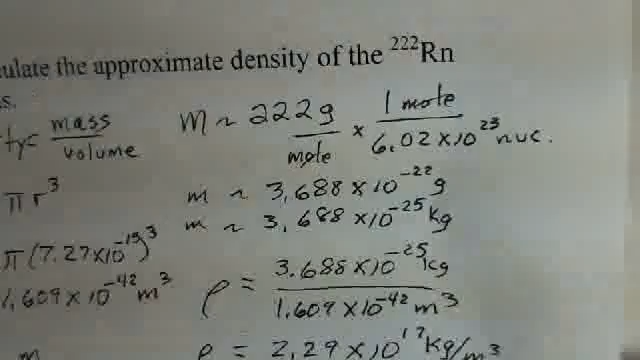 ulate the approximate density of the ²²²Rn
s.
ty = mass / volume
m ~ 222g / mole × 1 mole / 6.02×10²³ nuc.
π r³
m ~ 3.688×10⁻²² g
m ~ 3.688×10⁻²⁵ kg
π(7.27×10⁻¹⁵)³
1.609×10⁻⁴² m³
ρ = 3.688×10⁻²⁵ kg / 1.609×10⁻⁴² m³
m
ρ = 2.29×10¹⁷ kg/m³